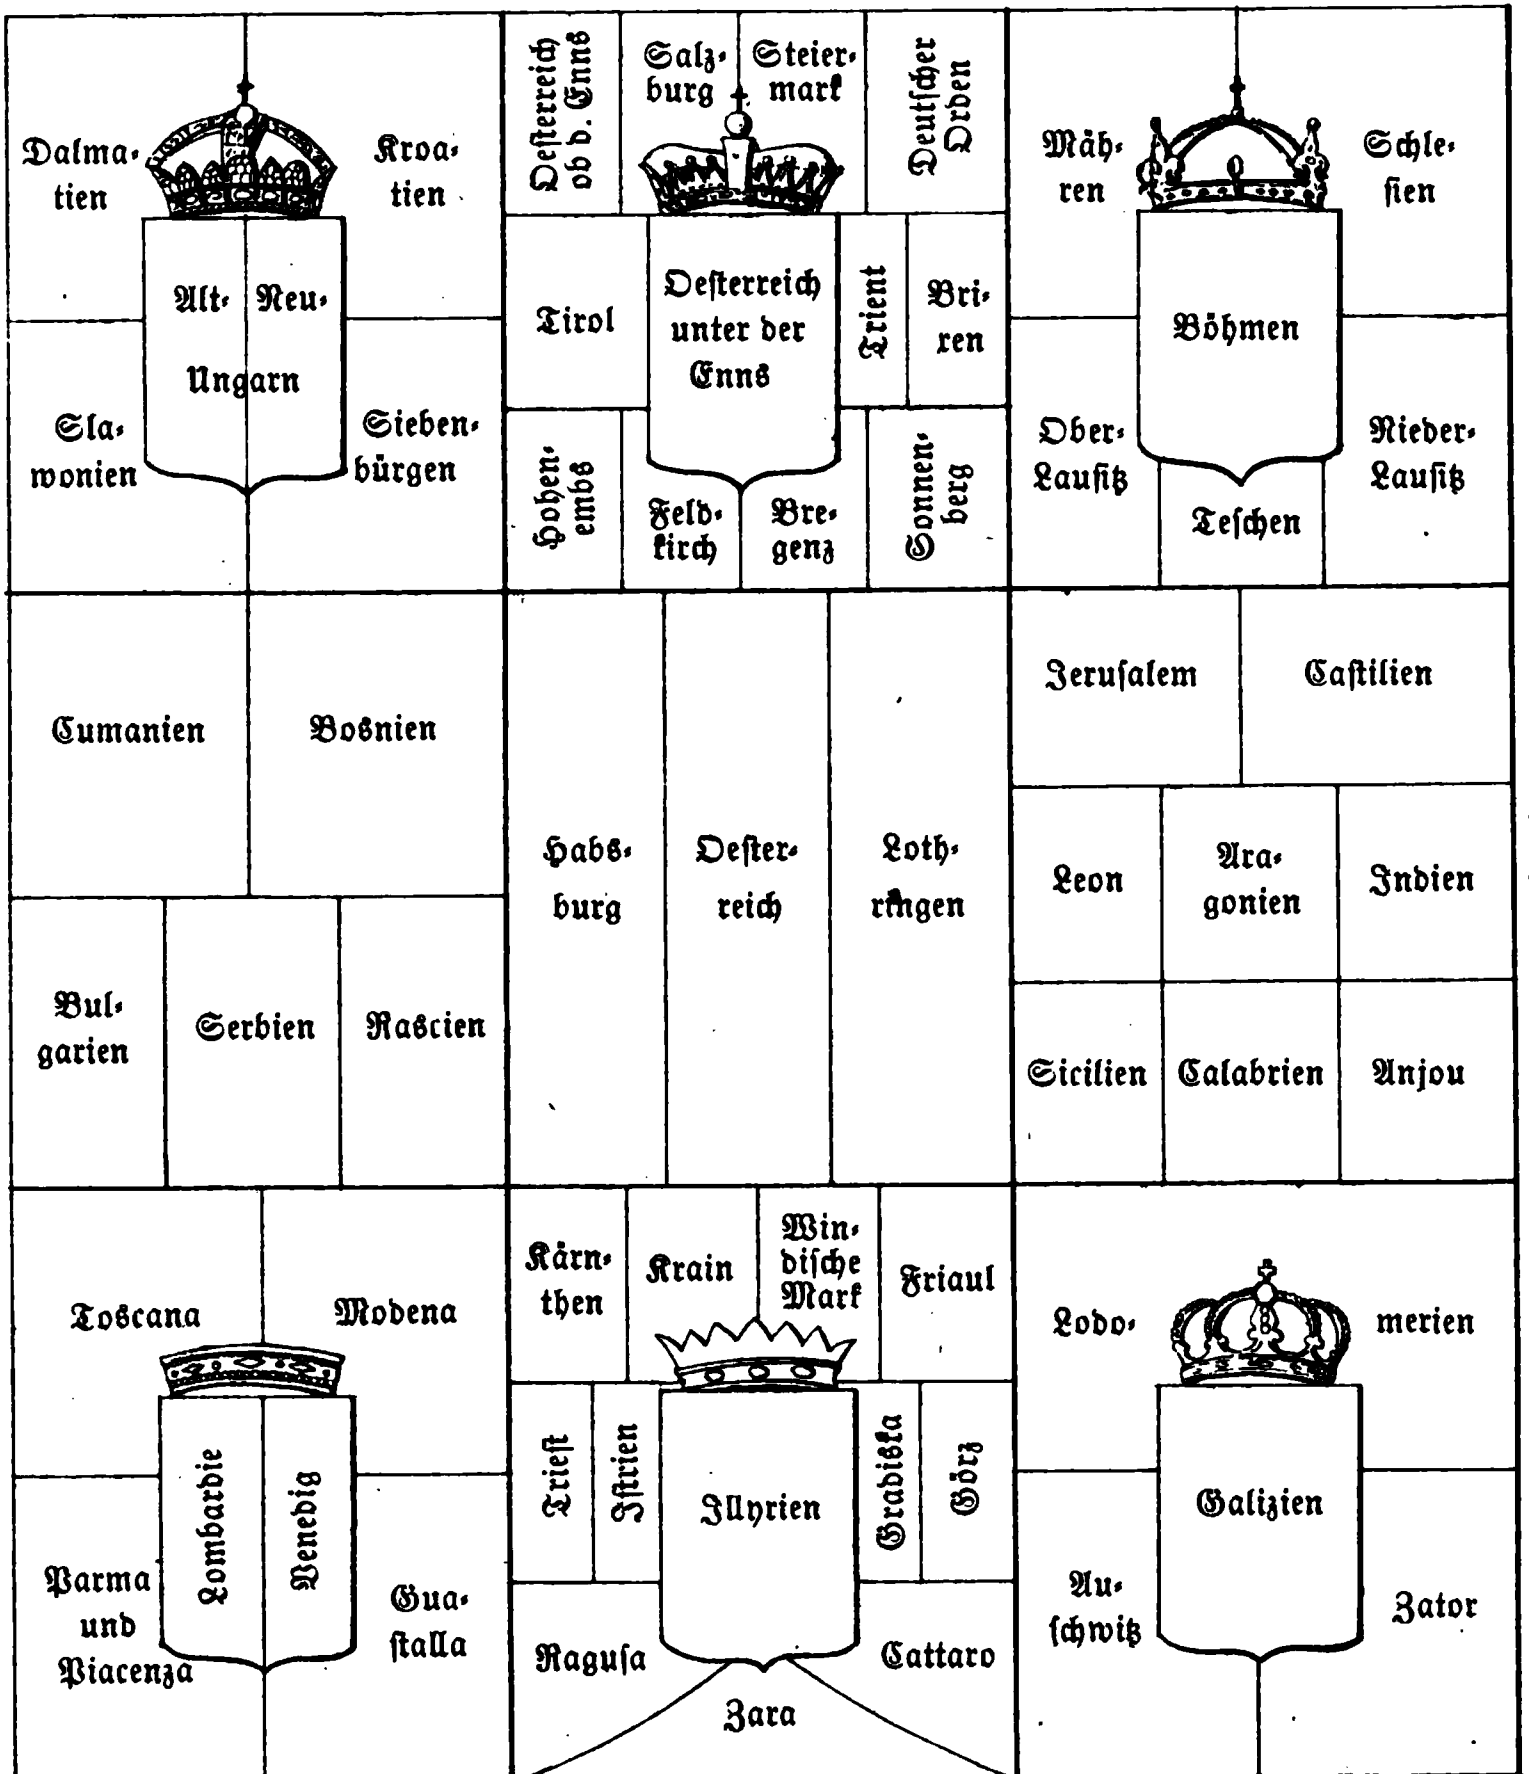 Dalma-
tien
Kroa-
tien
Alt-
Neu-
Ungarn
Sla-
wonien
Sieben-
bürgen
Oesterreich
ob d. Enns
Salz-
burg
Steier-
mark
Deutscher
Orden
Tirol
Oesterreich
unter der
Enns
Trient
Bri-
xen
Hohen-
embs
Feld-
kirch
Bre-
genz
Sonnen-
berg
Mäh-
ren
Schle-
sien
Böhmen
Ober-
Lausitz
Nieder-
Lausitz
Teschen
Cumanien
Bosnien
Bul-
garien
Serbien
Rascien
Habs-
burg
Oester-
reich
Loth-
ringen
Jerusalem
Castilien
Leon
Ara-
gonien
Indien
Sicilien
Calabrien
Anjou
Toscana
Modena
Lombardie
Venedig
Parma
und
Piacenza
Gua-
stalla
Kärn-
then
Krain
Win-
dische
Mark
Friaul
Triest
Istrien
Illyrien
Gradiska
Görz
Ragusa
Cattaro
Zara
Lodo-
merien
Galizien
Au-
schwitz
Zator